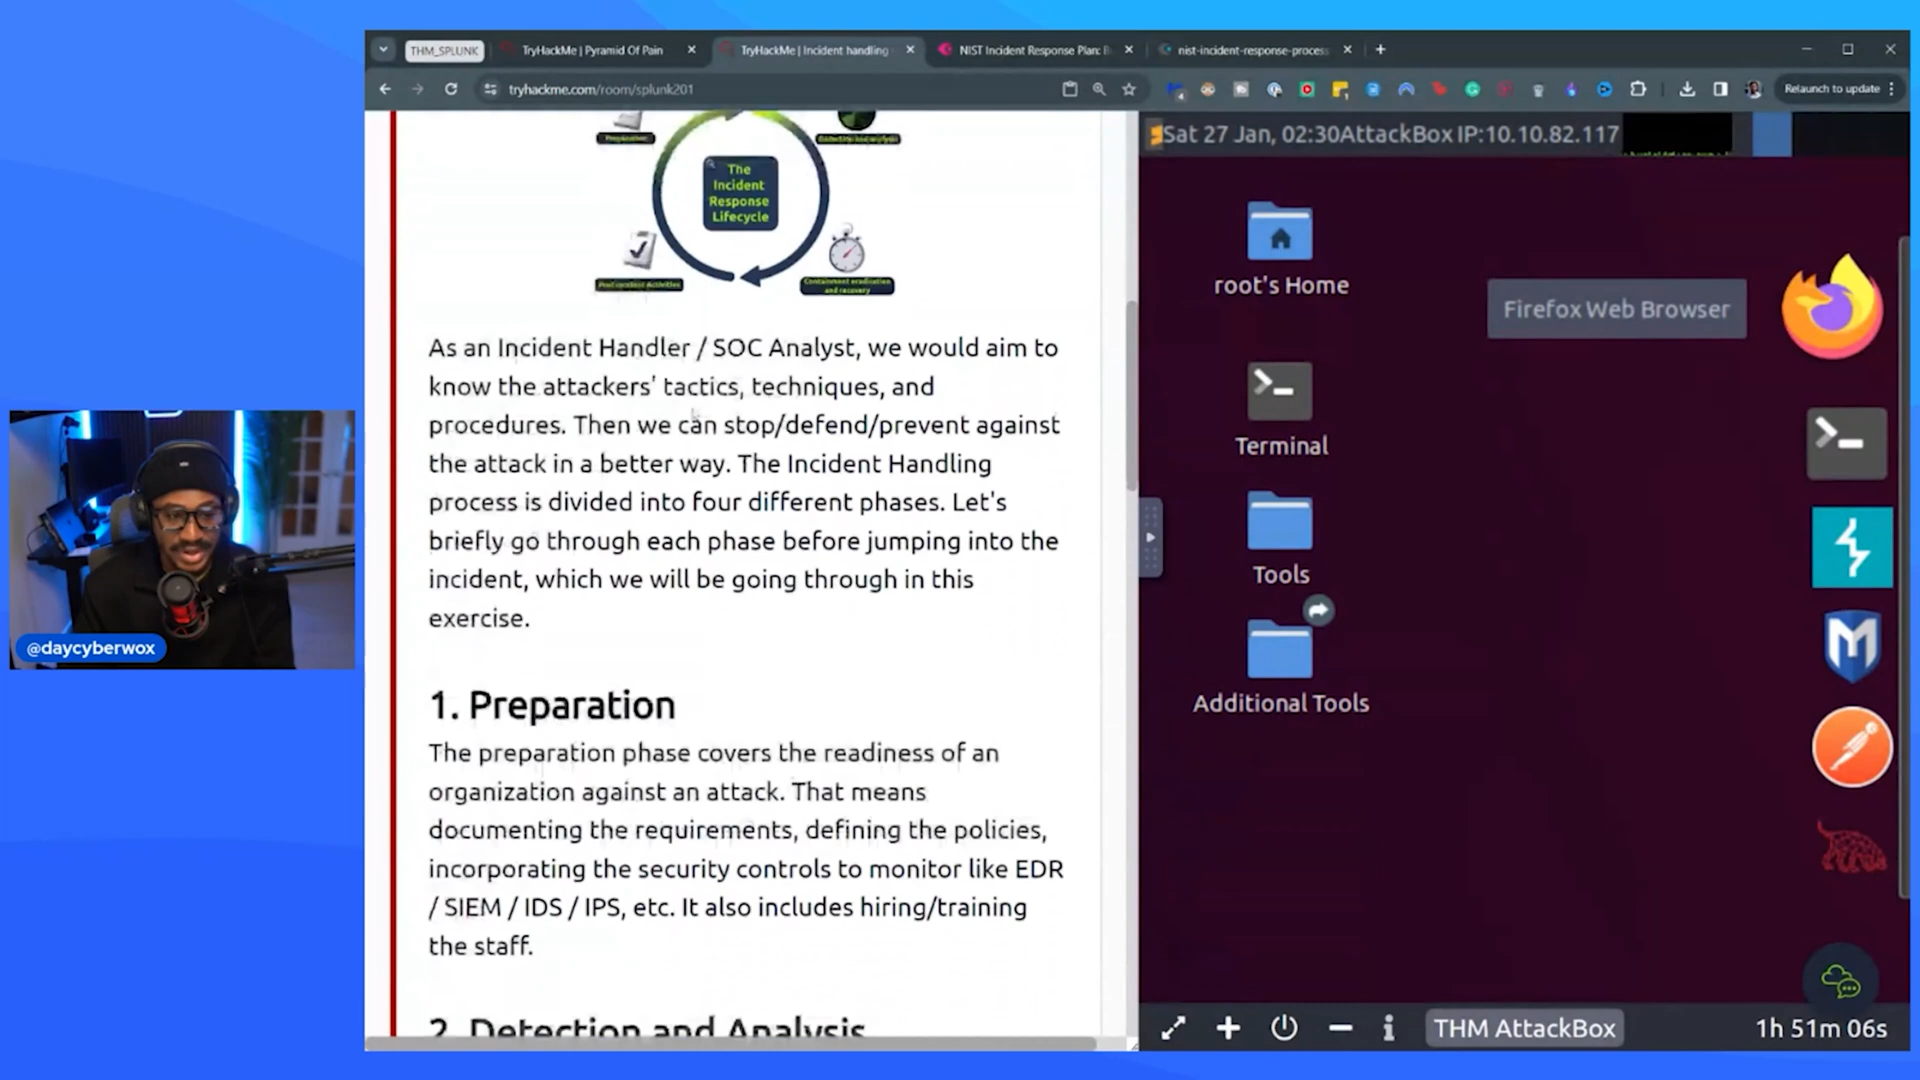 THM_SPLUNK
TryHackMe | Pyramid Of Pain
TryHackMe | Incident handling
NIST Incident Response Plan: B
nist-incident-response-process
tryhackme.com/room/splunk201
Relaunch to update
Preparation
The
Incident
Response
Lifecycle
Post-incident Activities
Containment eradication
and recovery
As an Incident Handler / SOC Analyst, we would aim to
know the attackers' tactics, techniques, and
procedures. Then we can stop/defend/prevent against
the attack in a better way. The Incident Handling
process is divided into four different phases. Let's
briefly go through each phase before jumping into the
incident, which we will be going through in this
exercise.
1. Preparation
The preparation phase covers the readiness of an
organization against an attack. That means
documenting the requirements, defining the policies,
incorporating the security controls to monitor like EDR
/ SIEM / IDS / IPS, etc. It also includes hiring/training
the staff.
2. Detection and Analysis
Sat 27 Jan, 02:30AttackBox IP:10.10.82.117
root's Home
Firefox Web Browser
Terminal
Tools
Additional Tools
THM AttackBox
1h 51m 06s
@daycyberwox